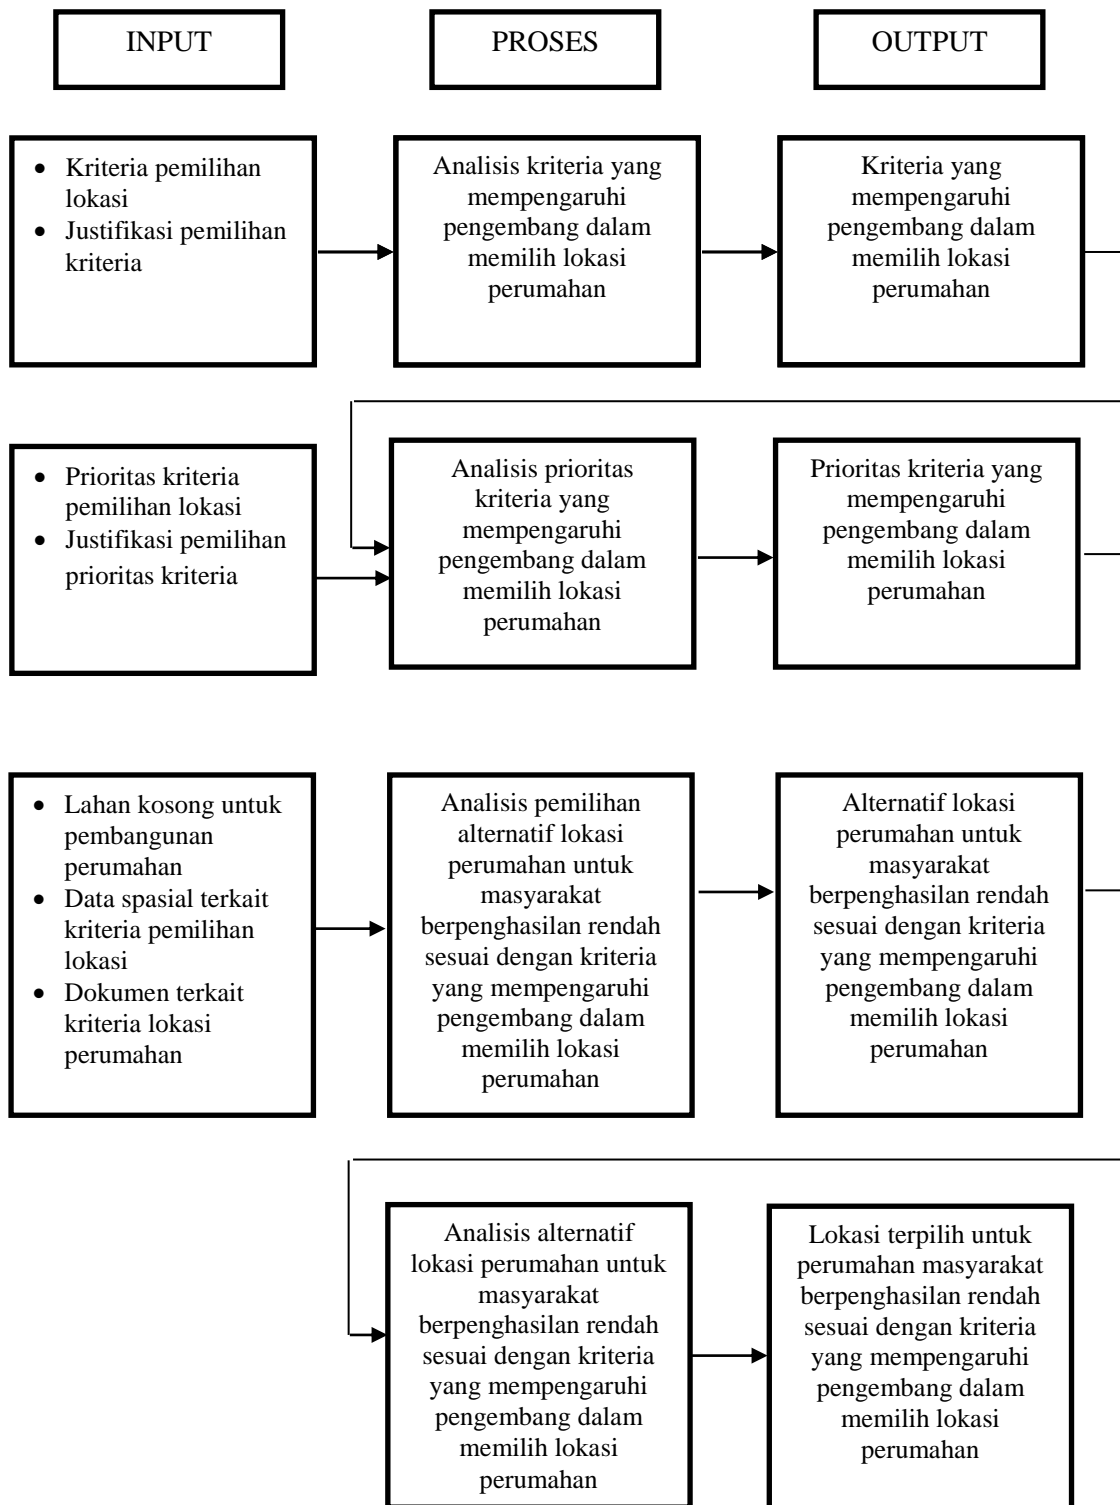 INPUT
PROSES
OUTPUT
• Kriteria pemilihan
lokasi
• Justifikasi pemilihan
kriteria
Analisis kriteria yang
mempengaruhi
pengembang dalam
memilih lokasi
perumahan
Kriteria yang
mempengaruhi
pengembang dalam
memilih lokasi
perumahan
• Prioritas kriteria
pemilihan lokasi
• Justifikasi pemilihan
prioritas kriteria
Analisis prioritas
kriteria yang
mempengaruhi
pengembang dalam
memilih lokasi
perumahan
Prioritas kriteria yang
mempengaruhi
pengembang dalam
memilih lokasi
perumahan
• Lahan kosong untuk
pembangunan
perumahan
• Data spasial terkait
kriteria pemilihan
lokasi
• Dokumen terkait
kriteria lokasi
perumahan
Analisis pemilihan
alternatif lokasi
perumahan untuk
masyarakat
berpenghasilan rendah
sesuai dengan kriteria
yang mempengaruhi
pengembang dalam
memilih lokasi
perumahan
Alternatif lokasi
perumahan untuk
masyarakat
berpenghasilan rendah
sesuai dengan kriteria
yang mempengaruhi
pengembang dalam
memilih lokasi
perumahan
Analisis alternatif
lokasi perumahan untuk
masyarakat
berpenghasilan rendah
sesuai dengan kriteria
yang mempengaruhi
pengembang dalam
memilih lokasi
perumahan
Lokasi terpilih untuk
perumahan masyarakat
berpenghasilan rendah
sesuai dengan kriteria
yang mempengaruhi
pengembang dalam
memilih lokasi
perumahan